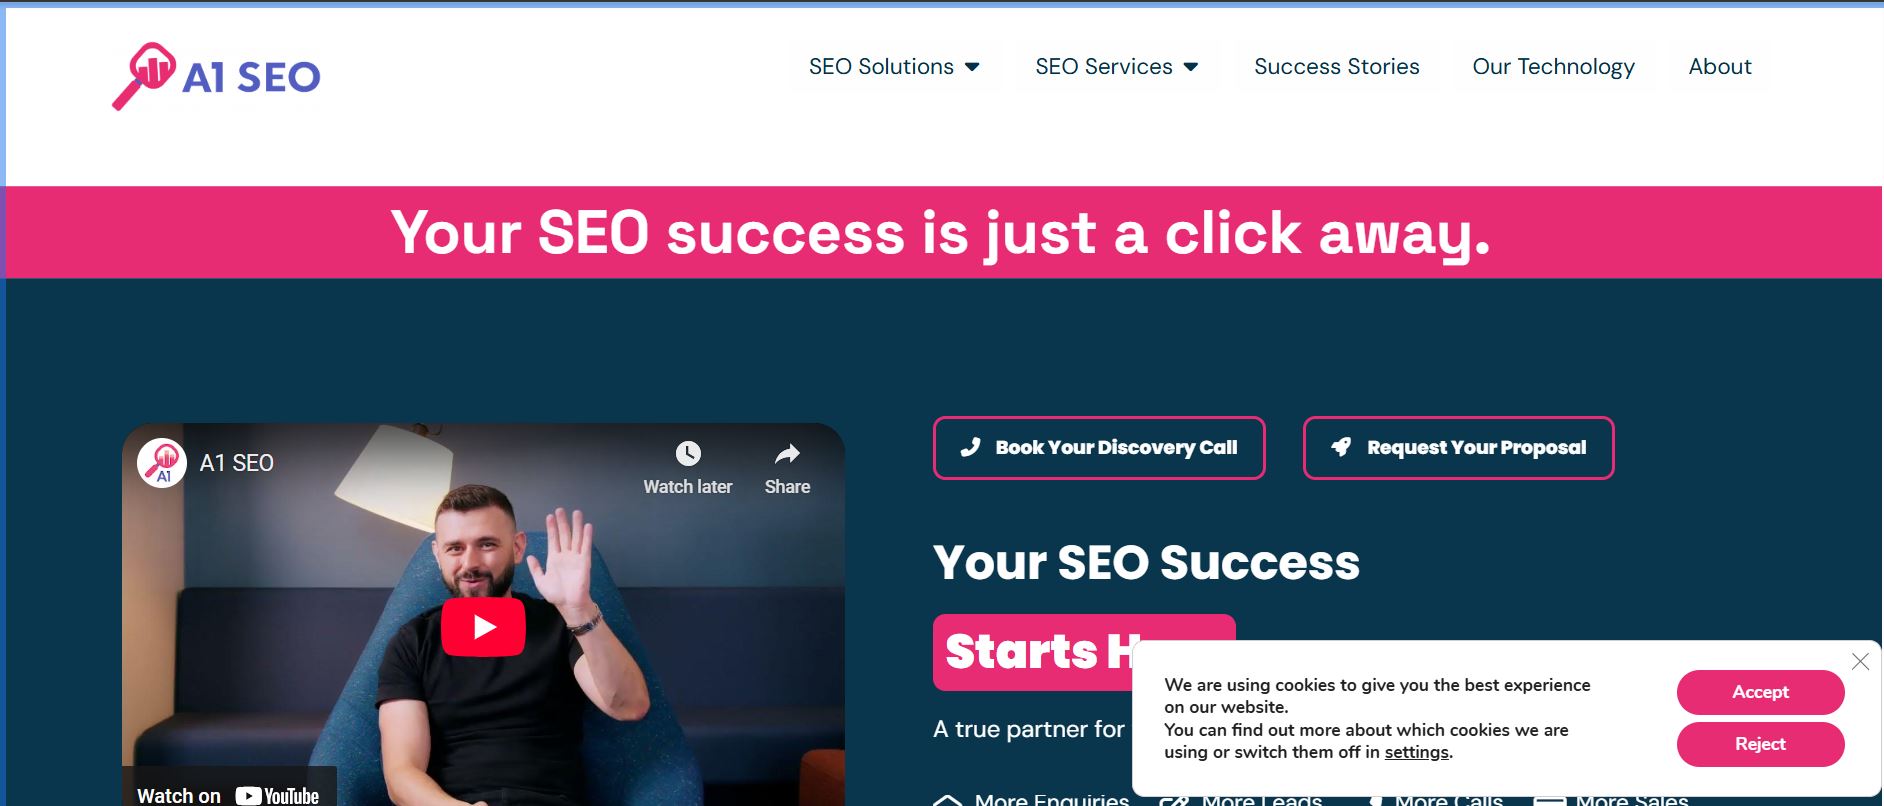 A1 SEO
SEO Solutions
SEO Services
Success Stories
Our Technology
About
Your SEO success is just a click away.
A1
A1 SEO
Watch later
Share
Watch on YouTube
Book Your Discovery Call
Request Your Proposal
Your SEO Success
Starts
A true partner for
More Enquiries
More Leads
More Calls
More Sales
We are using cookies to give you the best experience
on our website.
You can find out more about which cookies we are
using or switch them off in settings.
Accept
Reject